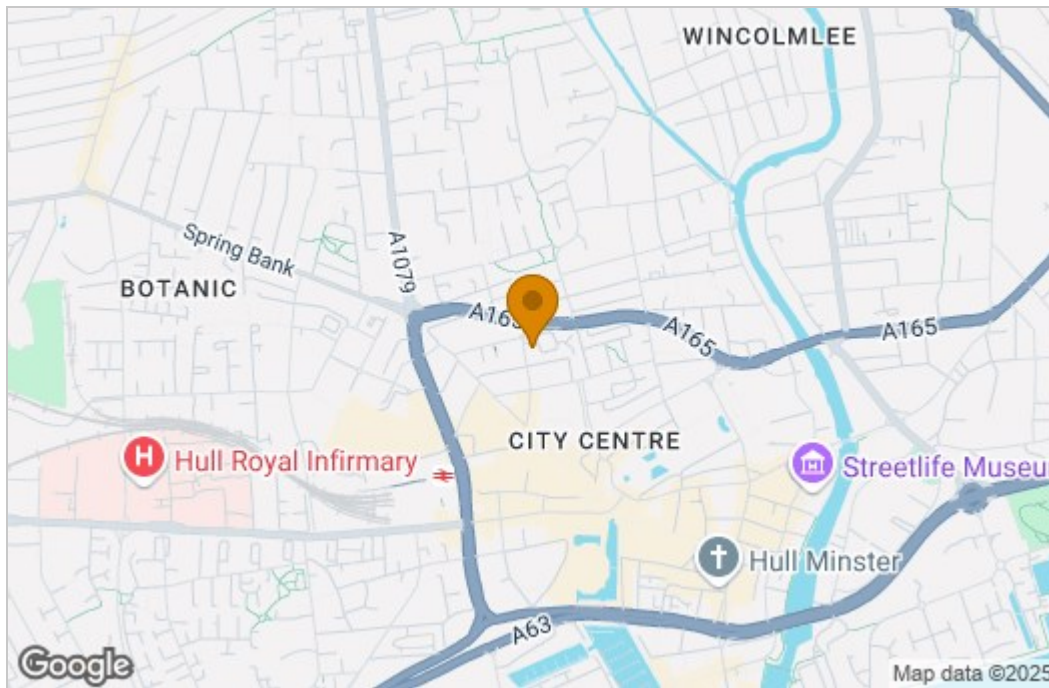 WINCOLMLEE
Spring Bank
A1079
BOTANIC
A165
A165
A165
CITY CENTRE
H
Hull Royal Infirmary
Streetlife Museu
Hull Minster
A63
Google
Map data ©2025